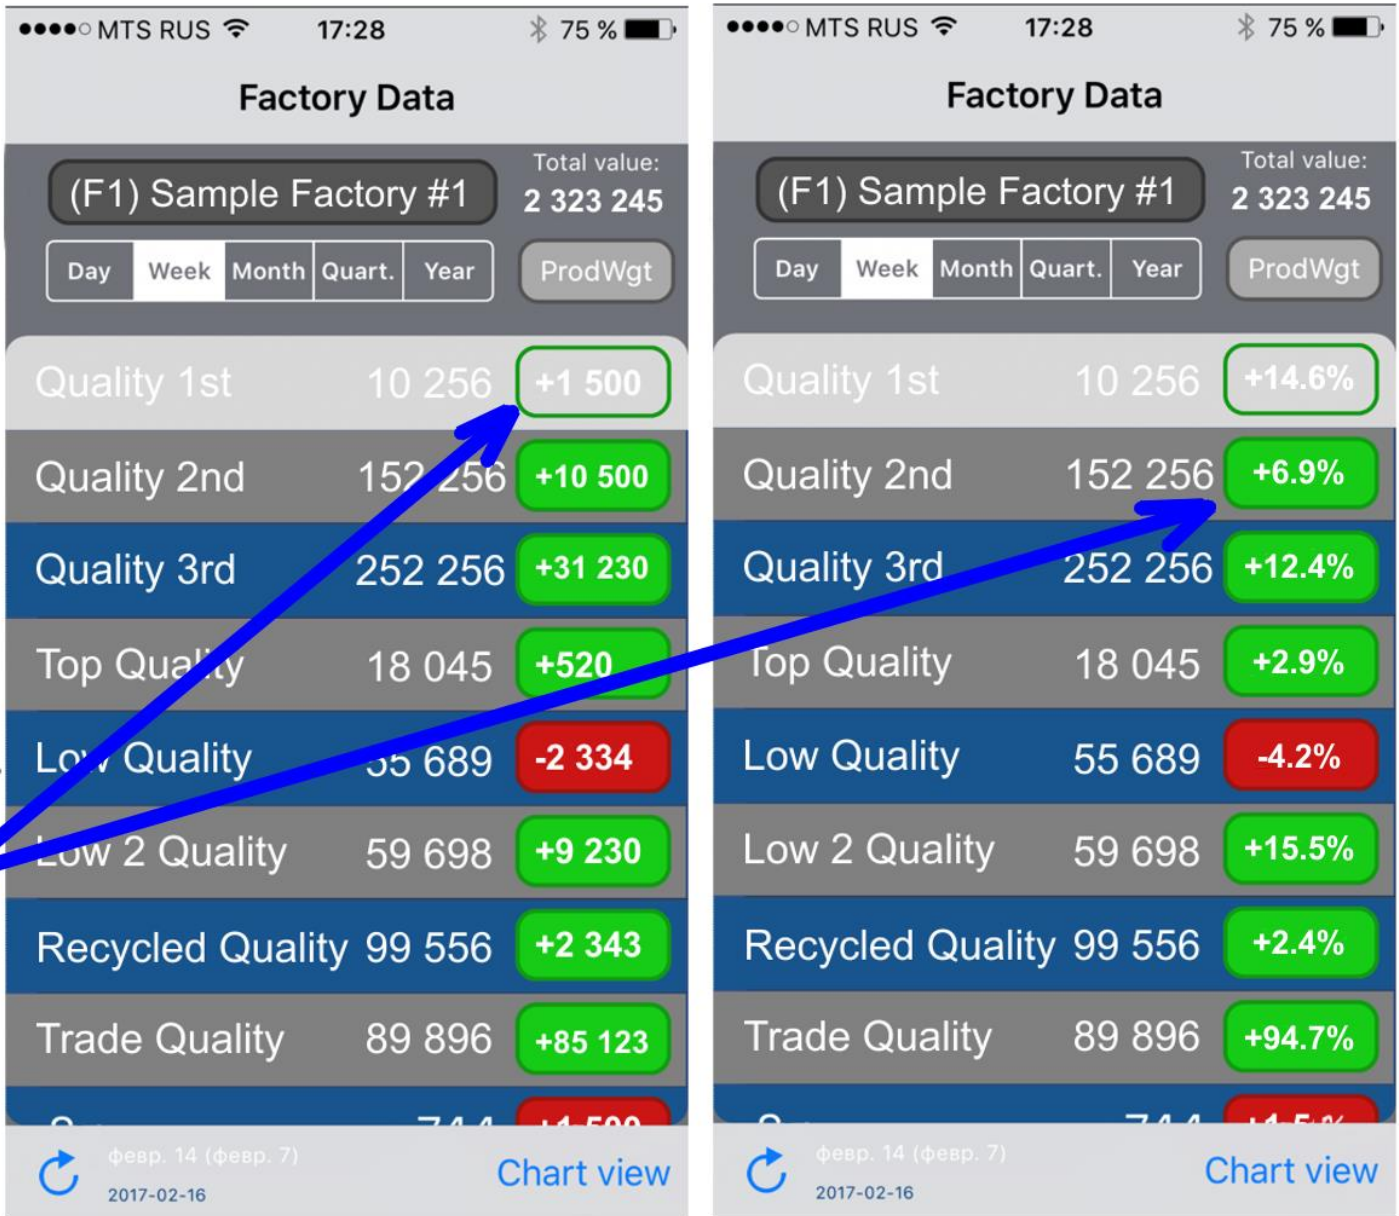 MTS RUS 17:28 75 %
Factory Data
(F1) Sample Factory #1
Total value:
2 323 245
Day Week Month Quart. Year
ProdWgt
Quality 1st 10 256 +1 500
Quality 2nd 152 256 +10 500
Quality 3rd 252 256 +31 230
Top Quality 18 045 +520
Low Quality 55 689 -2 334
Low 2 Quality 59 698 +9 230
Recycled Quality 99 556 +2 343
Trade Quality 89 896 +85 123
февр. 14 (февр. 7)
2017-02-16
Chart view
MTS RUS 17:28 75 %
Factory Data
(F1) Sample Factory #1
Total value:
2 323 245
Day Week Month Quart. Year
ProdWgt
Quality 1st 10 256 +14.6%
Quality 2nd 152 256 +6.9%
Quality 3rd 252 256 +12.4%
Top Quality 18 045 +2.9%
Low Quality 55 689 -4.2%
Low 2 Quality 59 698 +15.5%
Recycled Quality 99 556 +2.4%
Trade Quality 89 896 +94.7%
февр. 14 (февр. 7)
2017-02-16
Chart view